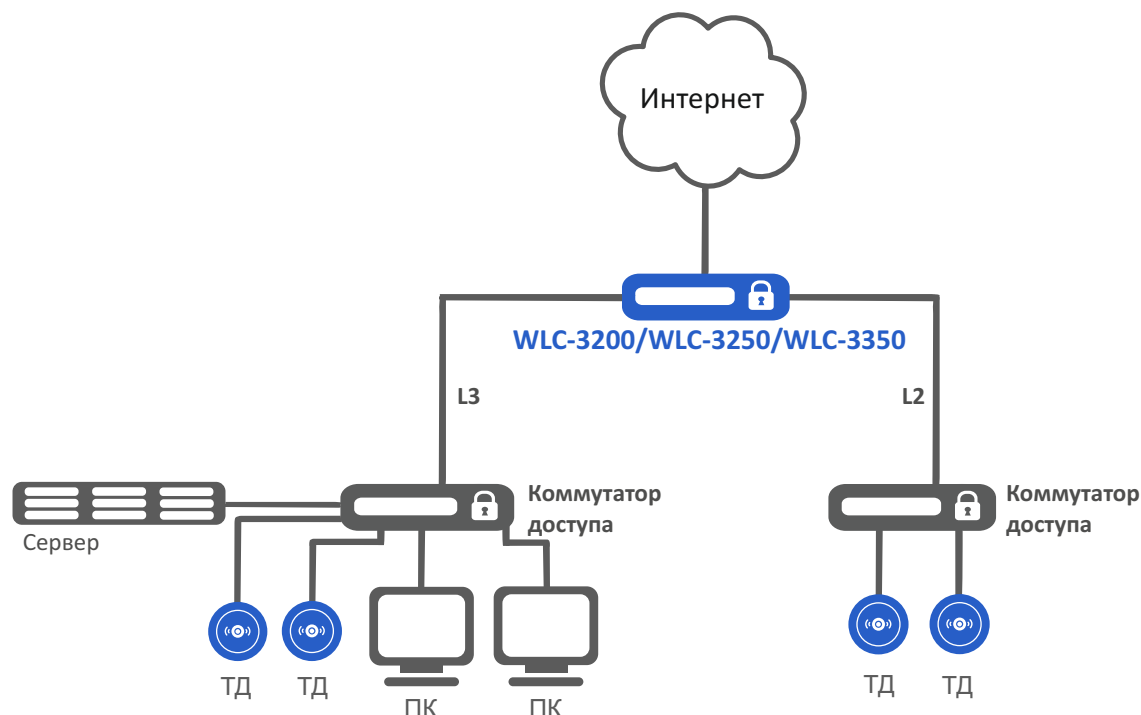 Интернет
WLC-3200/WLC-3250/WLC-3350
L3
L2
Коммутатор
доступа
Коммутатор
доступа
Сервер
ТД
ТД
ПК
ПК
ТД
ТД